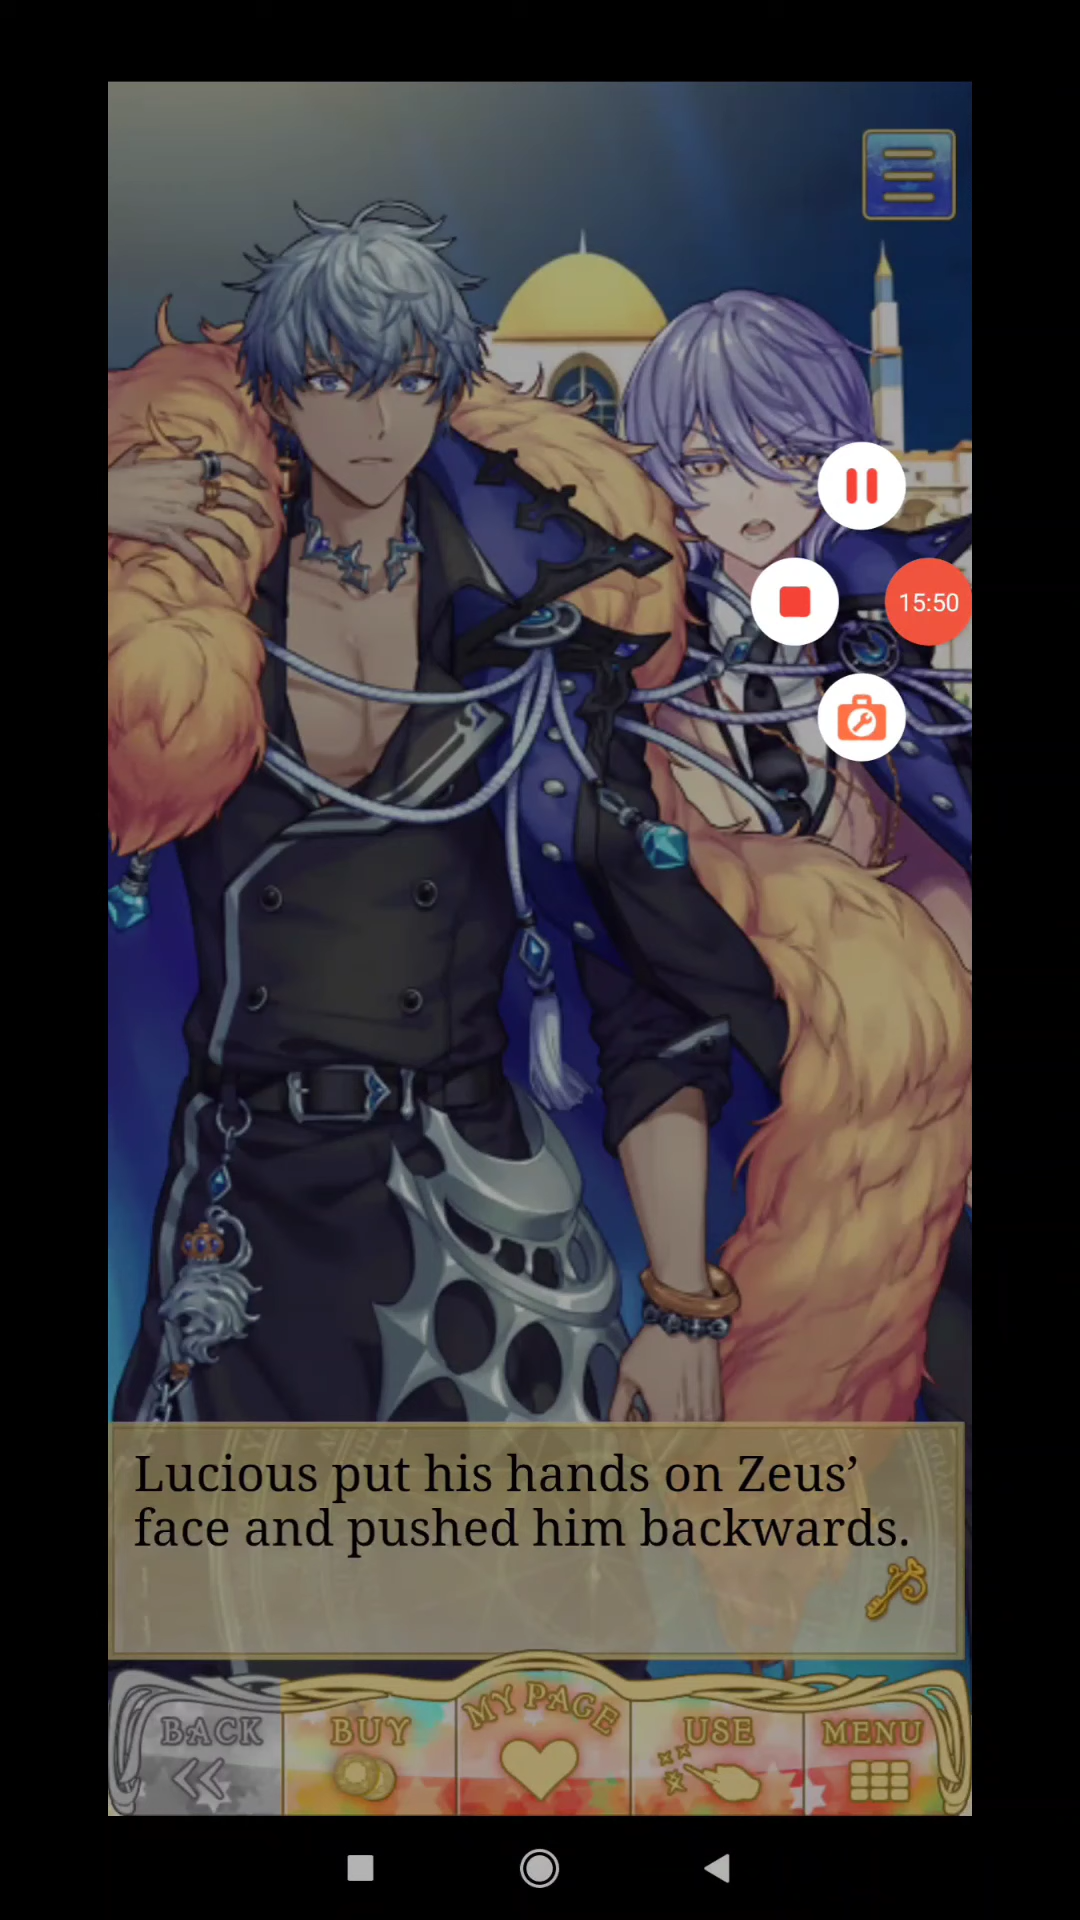 15:50
Lucious put his hands on Zeus’
face and pushed him backwards.
BACK
BUY
MY PAGE
USE
MENU